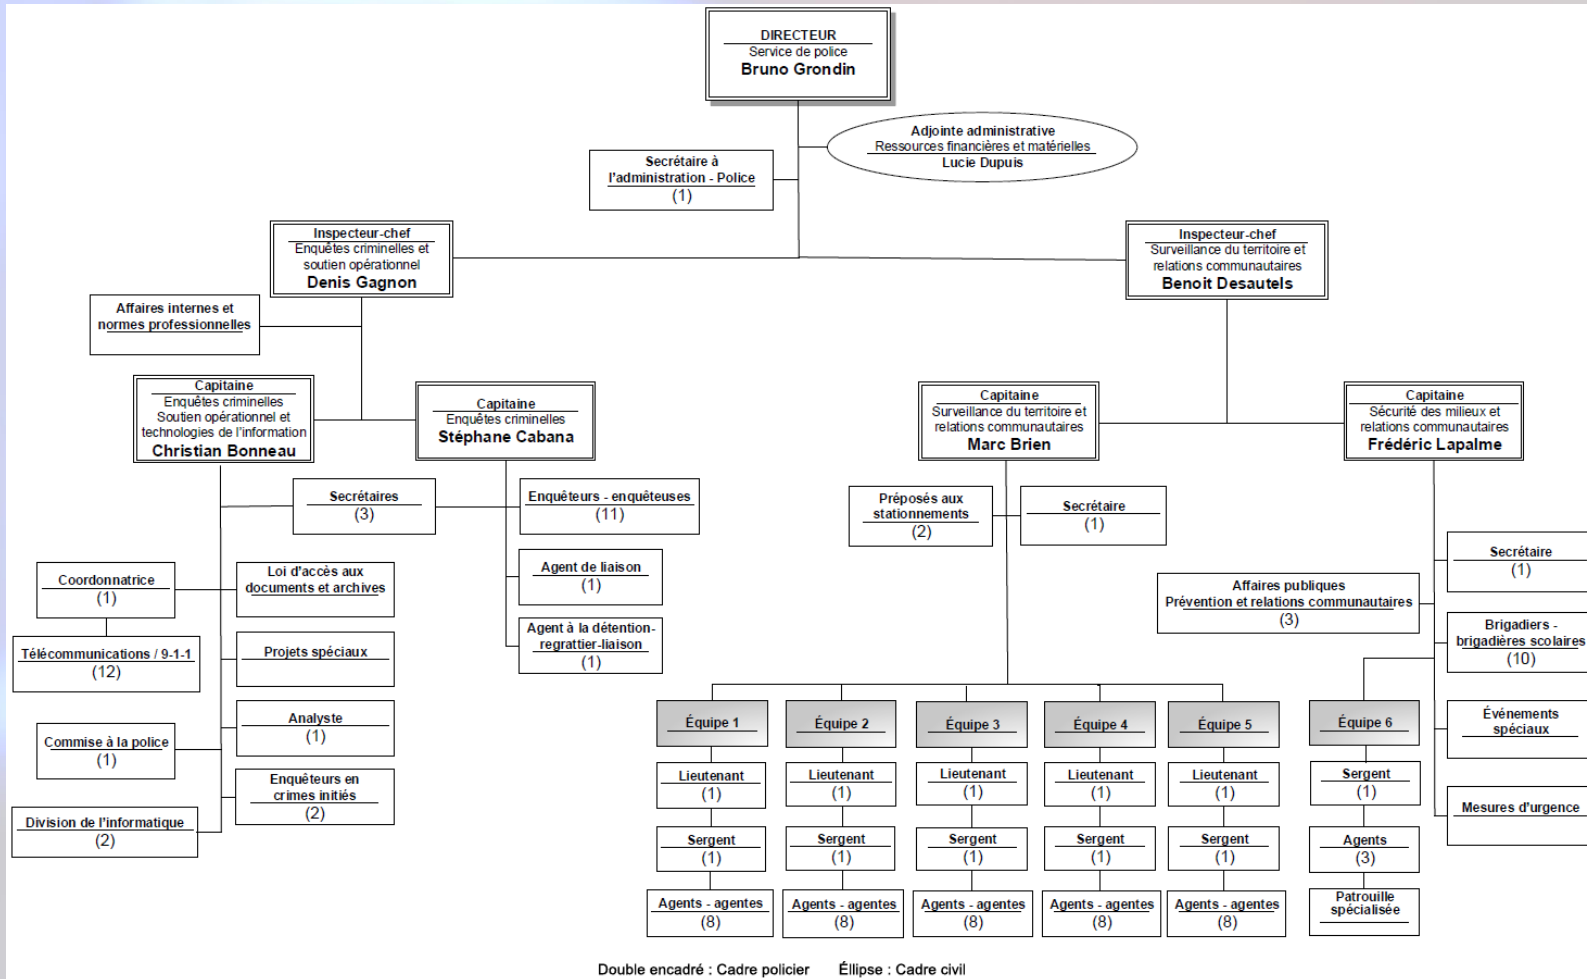 DIRECTEUR
Service de police
Bruno Grondin
Adjointe administrative
Ressources financières et matérielles
Lucie Dupuis
Secrétaire à
l'administration - Police
(1)
Inspecteur-chef
Enquêtes criminelles et
soutien opérationnel
Denis Gagnon
Inspecteur-chef
Surveillance du territoire et
relations communautaires
Benoit Desautels
Affaires internes et
normes professionnelles
Capitaine
Enquêtes criminelles
Soutien opérationnel et
technologies de l'information
Christian Bonneau
Capitaine
Enquêtes criminelles
Stéphane Cabana
Capitaine
Surveillance du territoire et
relations communautaires
Marc Brien
Capitaine
Sécurité des milieux et
relations communautaires
Frédéric Lapalme
Secrétaires
(3)
Enquêteurs - enquêteuses
(11)
Agent de liaison
(1)
Agent à la détention-
regrattier-liaison
(1)
Coordonnatrice
(1)
Loi d'accès aux
documents et archives
Télécommunications / 9-1-1
(12)
Projets spéciaux
Analyste
(1)
Commise à la police
(1)
Enquêteurs en
crimes initiés
(2)
Division de l'informatique
(2)
Préposés aux
stationnements
(2)
Secrétaire
(1)
Secrétaire
(1)
Affaires publiques
Prévention et relations communautaires
(3)
Brigadiers -
brigadières scolaires
(10)
Événements
spéciaux
Mesures d'urgence
Équipe 1
Lieutenant
(1)
Sergent
(1)
Agents - agentes
(8)
Équipe 2
Lieutenant
(1)
Sergent
(1)
Agents - agentes
(8)
Équipe 3
Lieutenant
(1)
Sergent
(1)
Agents - agentes
(8)
Équipe 4
Lieutenant
(1)
Sergent
(1)
Agents - agentes
(8)
Équipe 5
Lieutenant
(1)
Sergent
(1)
Agents - agentes
(8)
Équipe 6
Sergent
(1)
Agents
(3)
Patrouille
spécialisée
Double encadré : Cadre policier Éllipse : Cadre civil